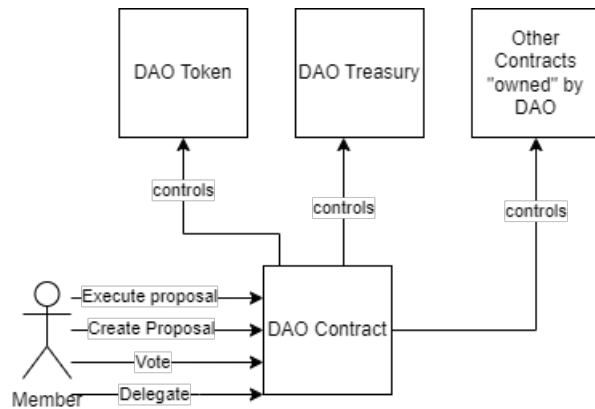 DAO Token
DAO Treasury
Other
Contracts
"owned" by
DAO
controls
controls
controls
Execute proposal
Create Proposal
DAO Contract
Vote
Delegate
Member